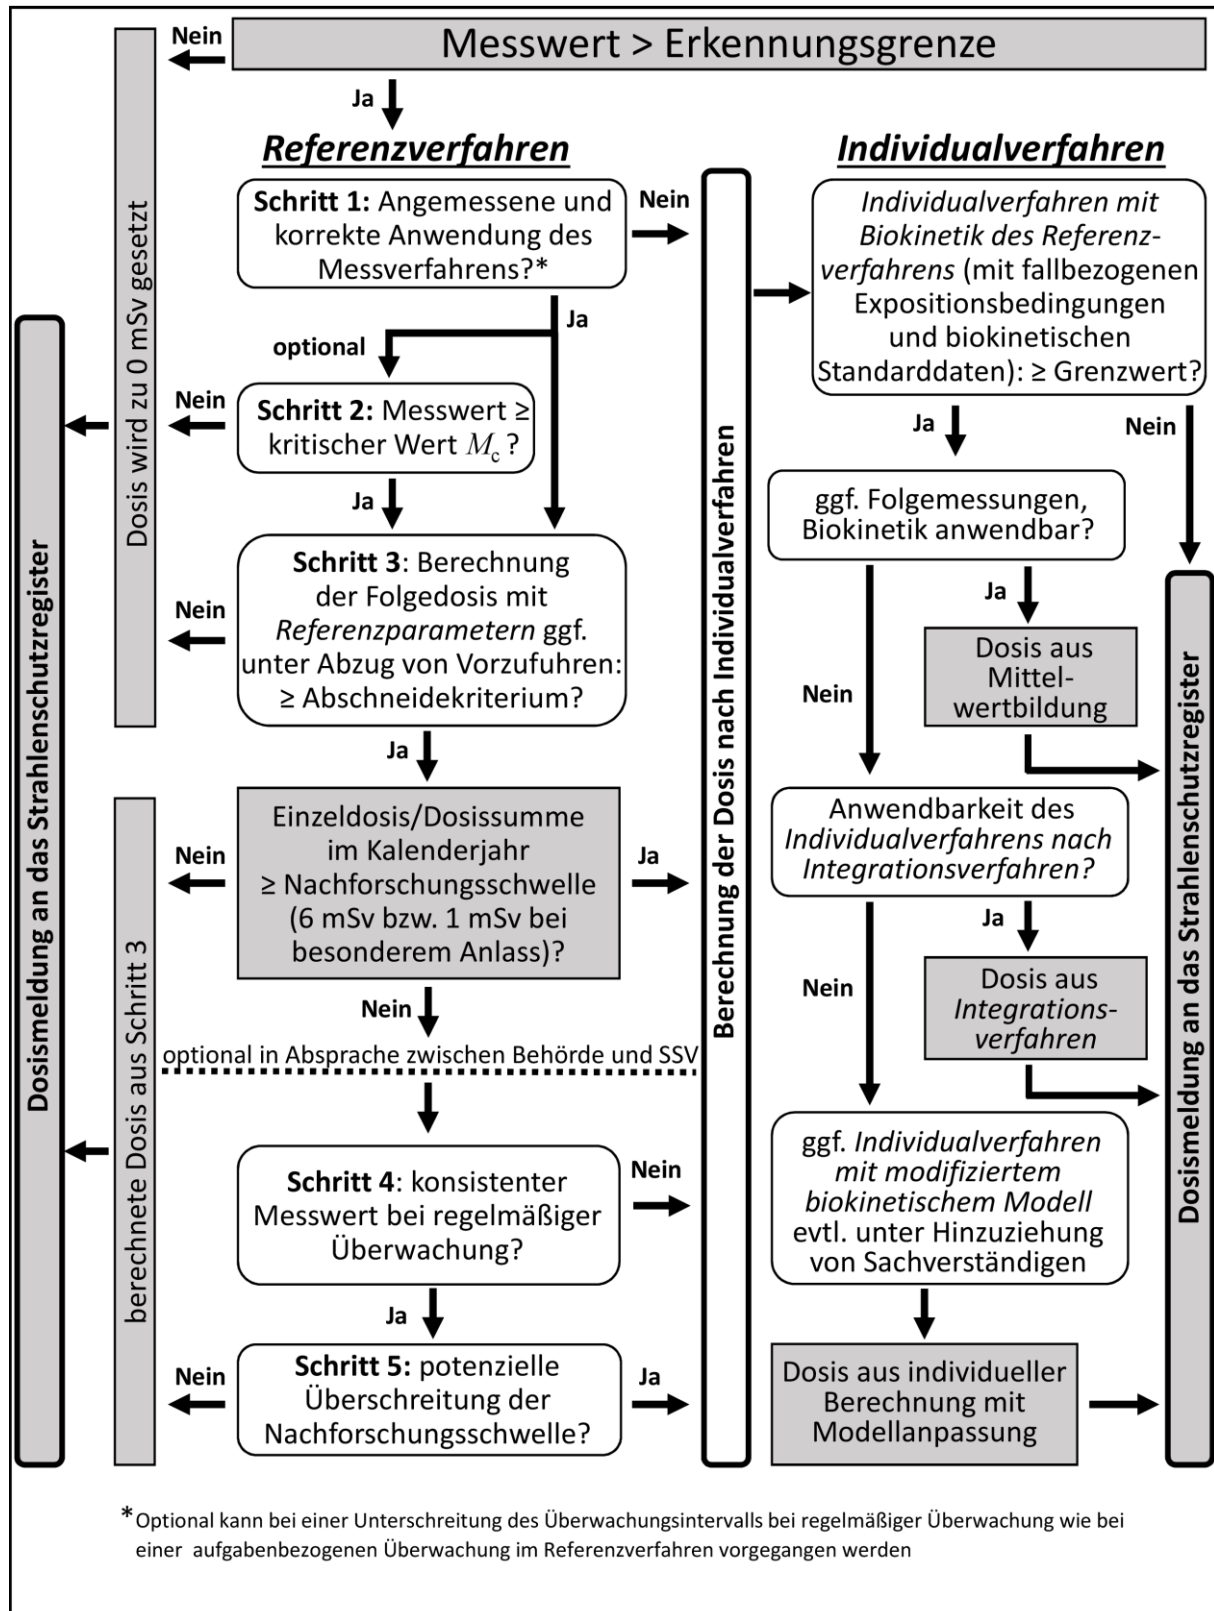 Messwert > Erkennungsgrenze
Nein
Ja
Referenzverfahren
Individualverfahren
Schritt 1: Angemessene und
korrekte Anwendung des
Messverfahrens?*
Nein
Ja
optional
Schritt 2: Messwert ≥
kritischer Wert Mc ?
Nein
Ja
Schritt 3: Berechnung
der Folgedosis mit
Referenzparametern ggf.
unter Abzug von Vorzufuhren:
≥ Abschneidekriterium?
Nein
Ja
Einzeldosis/Dosissumme
im Kalenderjahr
≥ Nachforschungsschwelle
(6 mSv bzw. 1 mSv bei
besonderem Anlass)?
Nein
Ja
Nein
optional in Absprache zwischen Behörde und SSV
Schritt 4: konsistenter
Messwert bei regelmäßiger
Überwachung?
Nein
Ja
Schritt 5: potenzielle
Überschreitung der
Nachforschungsschwelle?
Nein
Ja
Dosis wird zu 0 mSv gesetzt
berechnete Dosis aus Schritt 3
Dosismeldung an das Strahlenschutzregister
Berechnung der Dosis nach Individualverfahren
Individualverfahren mit
Biokinetik des Referenz-
verfahrens (mit fallbezogenen
Expositionsbedingungen
und biokinetischen
Standarddaten): ≥ Grenzwert?
Ja
Nein
ggf. Folgemessungen,
Biokinetik anwendbar?
Ja
Nein
Dosis aus
Mittel-
wertbildung
Anwendbarkeit des
Individualverfahrens nach
Integrationsverfahren?
Ja
Nein
Dosis aus
Integrations-
verfahren
ggf. Individualverfahren
mit modifiziertem
biokinetischem Modell
evtl. unter Hinzuziehung
von Sachverständigen
Dosis aus individueller
Berechnung mit
Modellanpassung
Dosismeldung an das Strahlenschutzregister
* Optional kann bei einer Unterschreitung des Überwachungsintervalls bei regelmäßiger Überwachung wie bei
einer aufgabenbezogenen Überwachung im Referenzverfahren vorgegangen werden